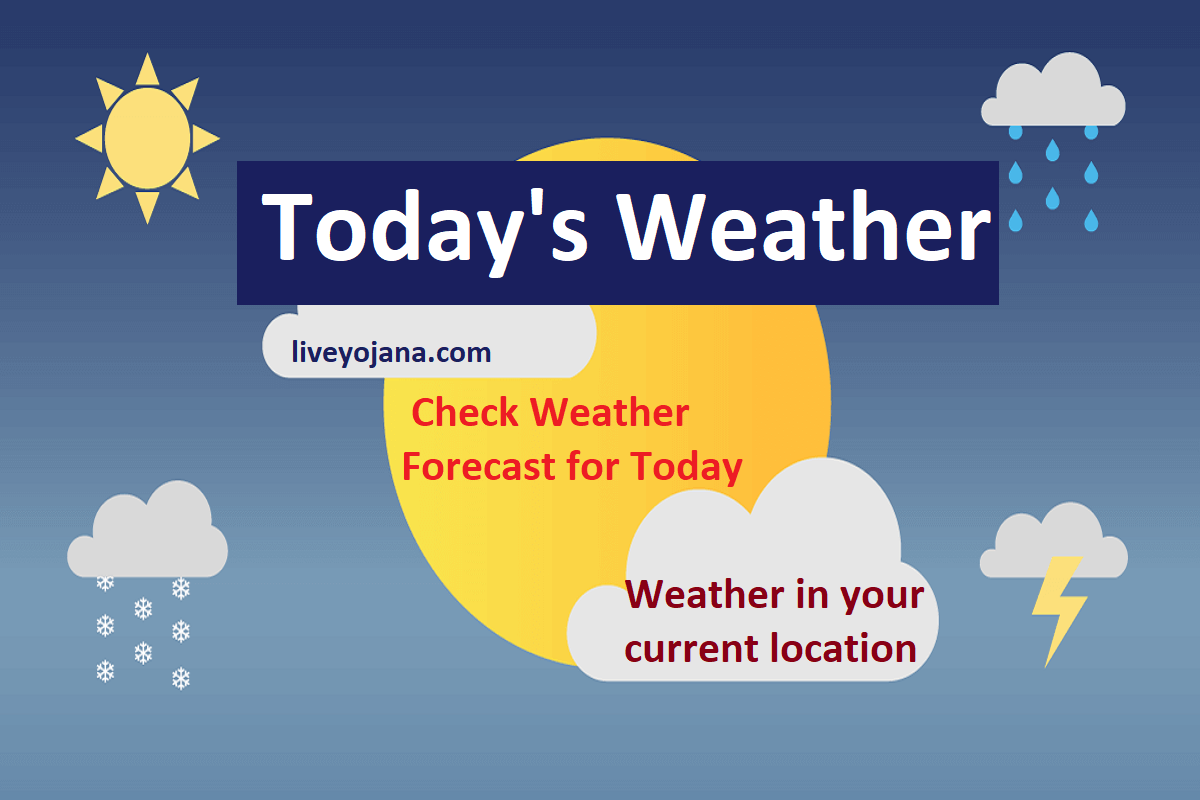 Today's Weather
liveyojana.com
Check Weather
Forecast for Today
Weather in your
current location